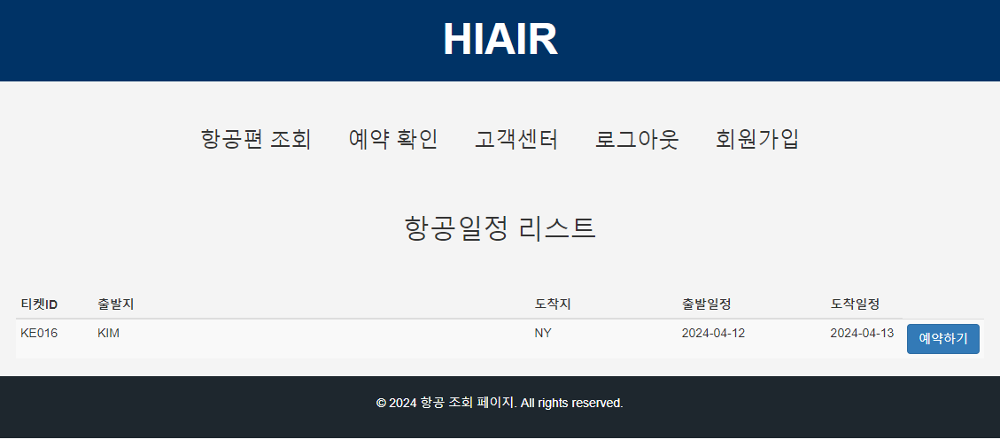 HIAIR
항공편 조회 예약 확인 고객센터 로그아웃 회원가입
항공일정 리스트
티켓ID 출발지 도착지 출발일정 도착일정
KE016 KIM NY 2024-04-12 2024-04-13 예약하기
© 2024 항공 조회 페이지. All rights reserved.